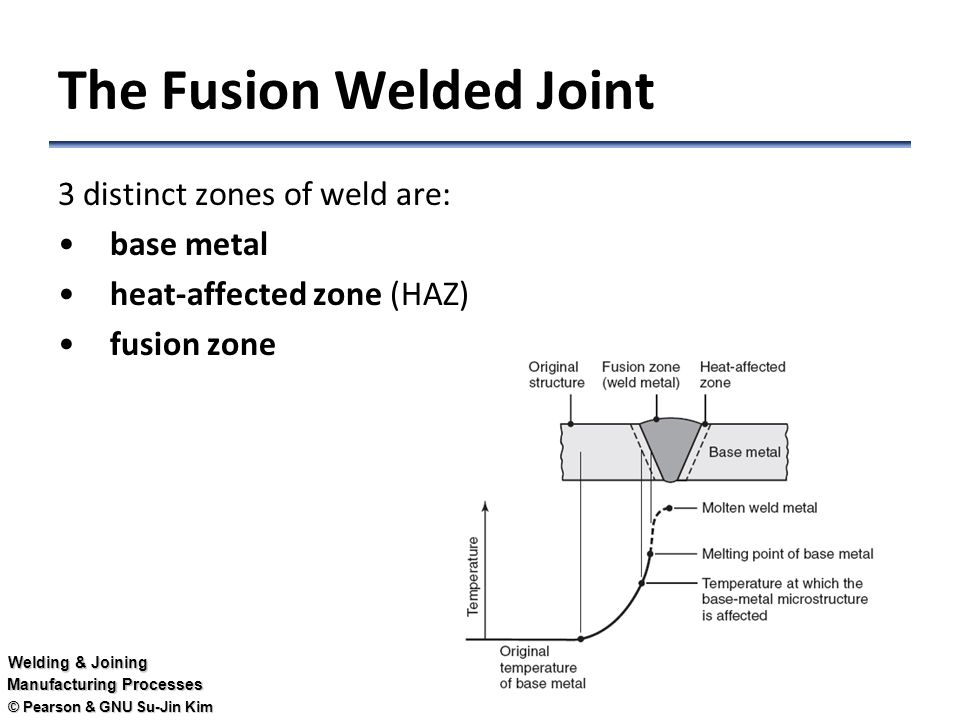 The Fusion Welded Joint
3 distinct zones of weld are:
• base metal
• heat-affected zone (HAZ)
• fusion zone
Original
structure
Fusion zone
(weld metal)
Heat-affected
zone
Base metal
Temperature
Molten weld metal
Melting point of base metal
Temperature at which the
base-metal microstructure
is affected
Original
temperature
of base metal
Welding & Joining
Manufacturing Processes
© Pearson & GNU Su-Jin Kim